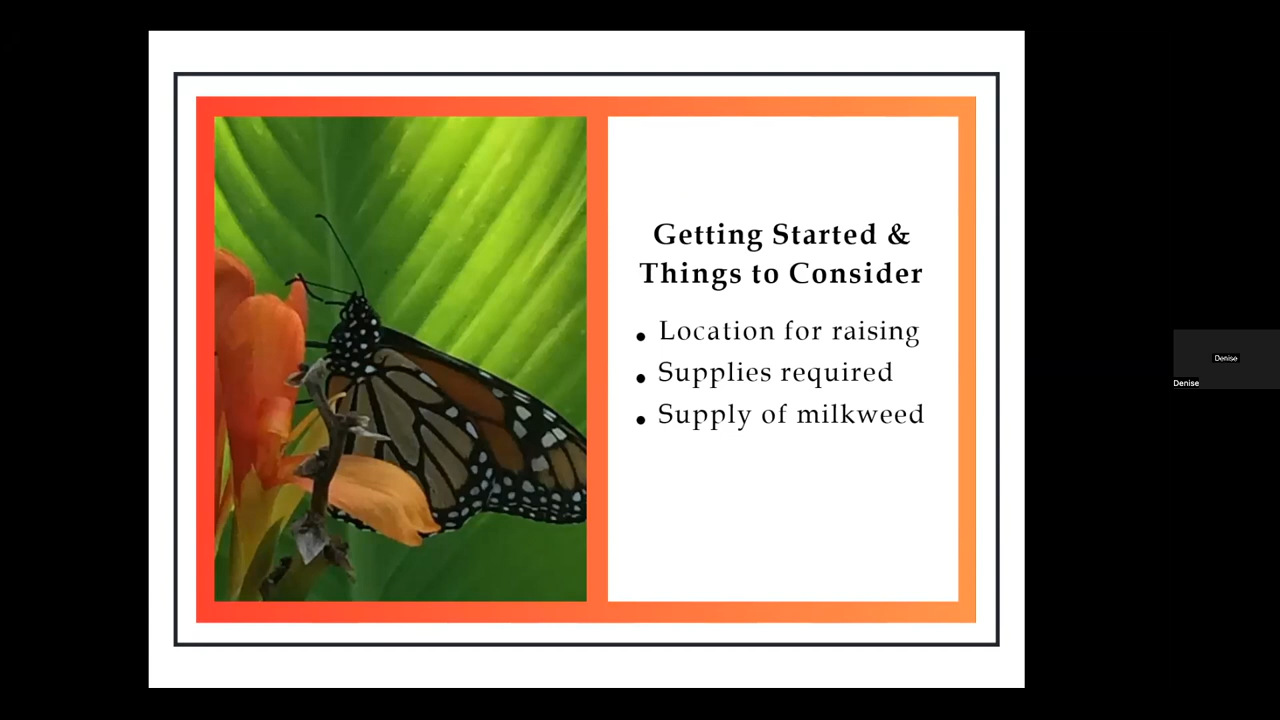 Getting Started &
Things to Consider
• Location for raising
• Supplies required
• Supply of milkweed
Denise
Denise